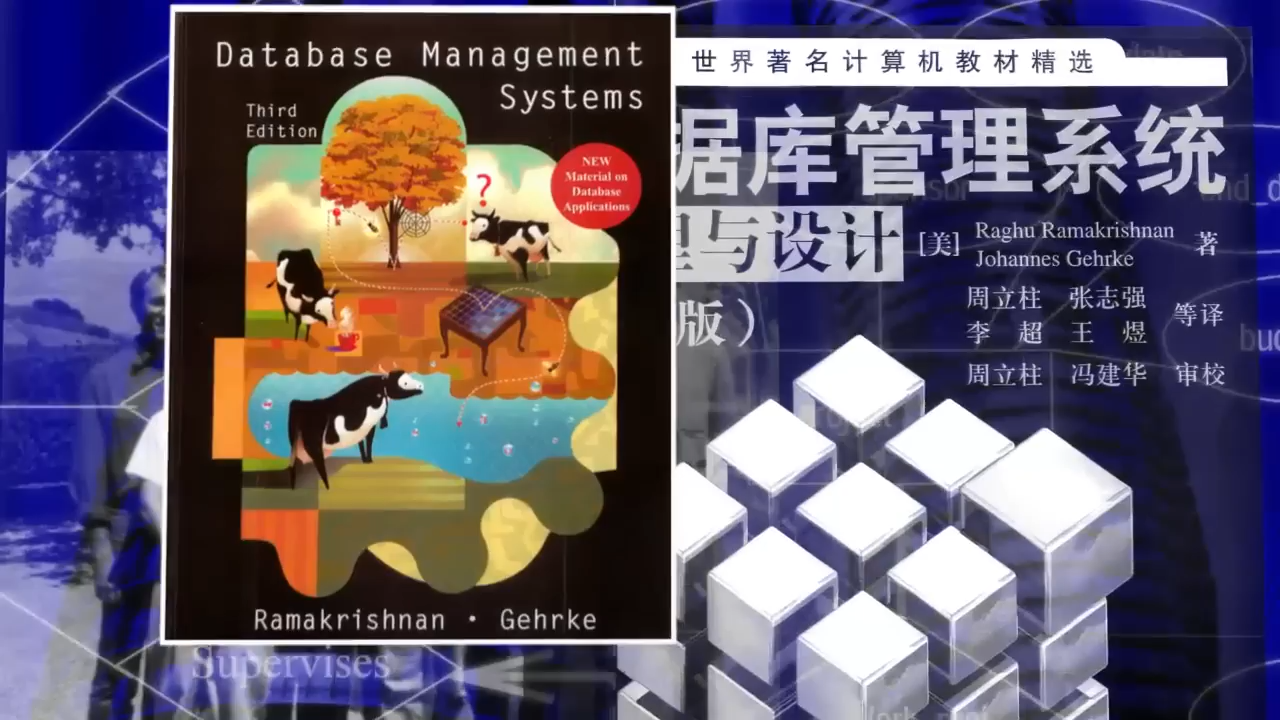 Database Management
Systems
Third
Edition
NEW
Material on
Database
Applications
?
Ramakrishnan · Gehrke
世界著名计算机教材精选
据库管理系统
理与设计
[美] Raghu Ramakrishnan
Johannes Gehrke
著
周立柱 张志强
李超 王煜
等译
周立柱 冯建华 审校
版）
Supervises